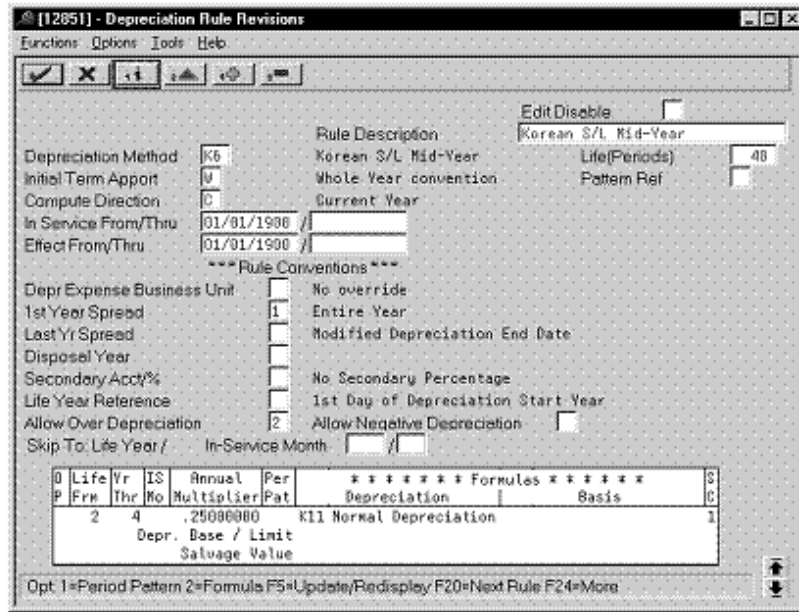 [12851] - Depreciation Rule Revisions
Functions Options Tools Help
Edit Disable
Rule Description Korean S/L Mid-Year
Depreciation Method K6 Korean S/L Mid-Year Life(Periods) 48
Initial Term Apport W Whole Year convention Pattern Ref
Compute Direction C Current Year
In Service From/Thru 01/01/1900 /
Effect From/Thru 01/01/1900 /
*** Rule Conventions ***
Depr Expense Business Unit No override
1st Year Spread 1 Entire Year
Last Yr Spread Modified Depreciation End Date
Disposal Year
Secondary Acct/% No Secondary Percentage
Life Year Reference 1st Day of Depreciation Start Year
Allow Over Depreciation 2 Allow Negative Depreciation
Skip To: Life Year / In-Service Month /
O Life Yr IS Annual Per * * * * * * * Formulas * * * * * * S
P Frm Thr Mo Multiplier Pat Depreciation | Basis C
2 4 .25000000 K11 Normal Depreciation 1
Depr. Base / Limit
Salvage Value
Opt: 1=Period Pattern 2=Formula F5=Update/Redisplay F20=Next Rule F24=More